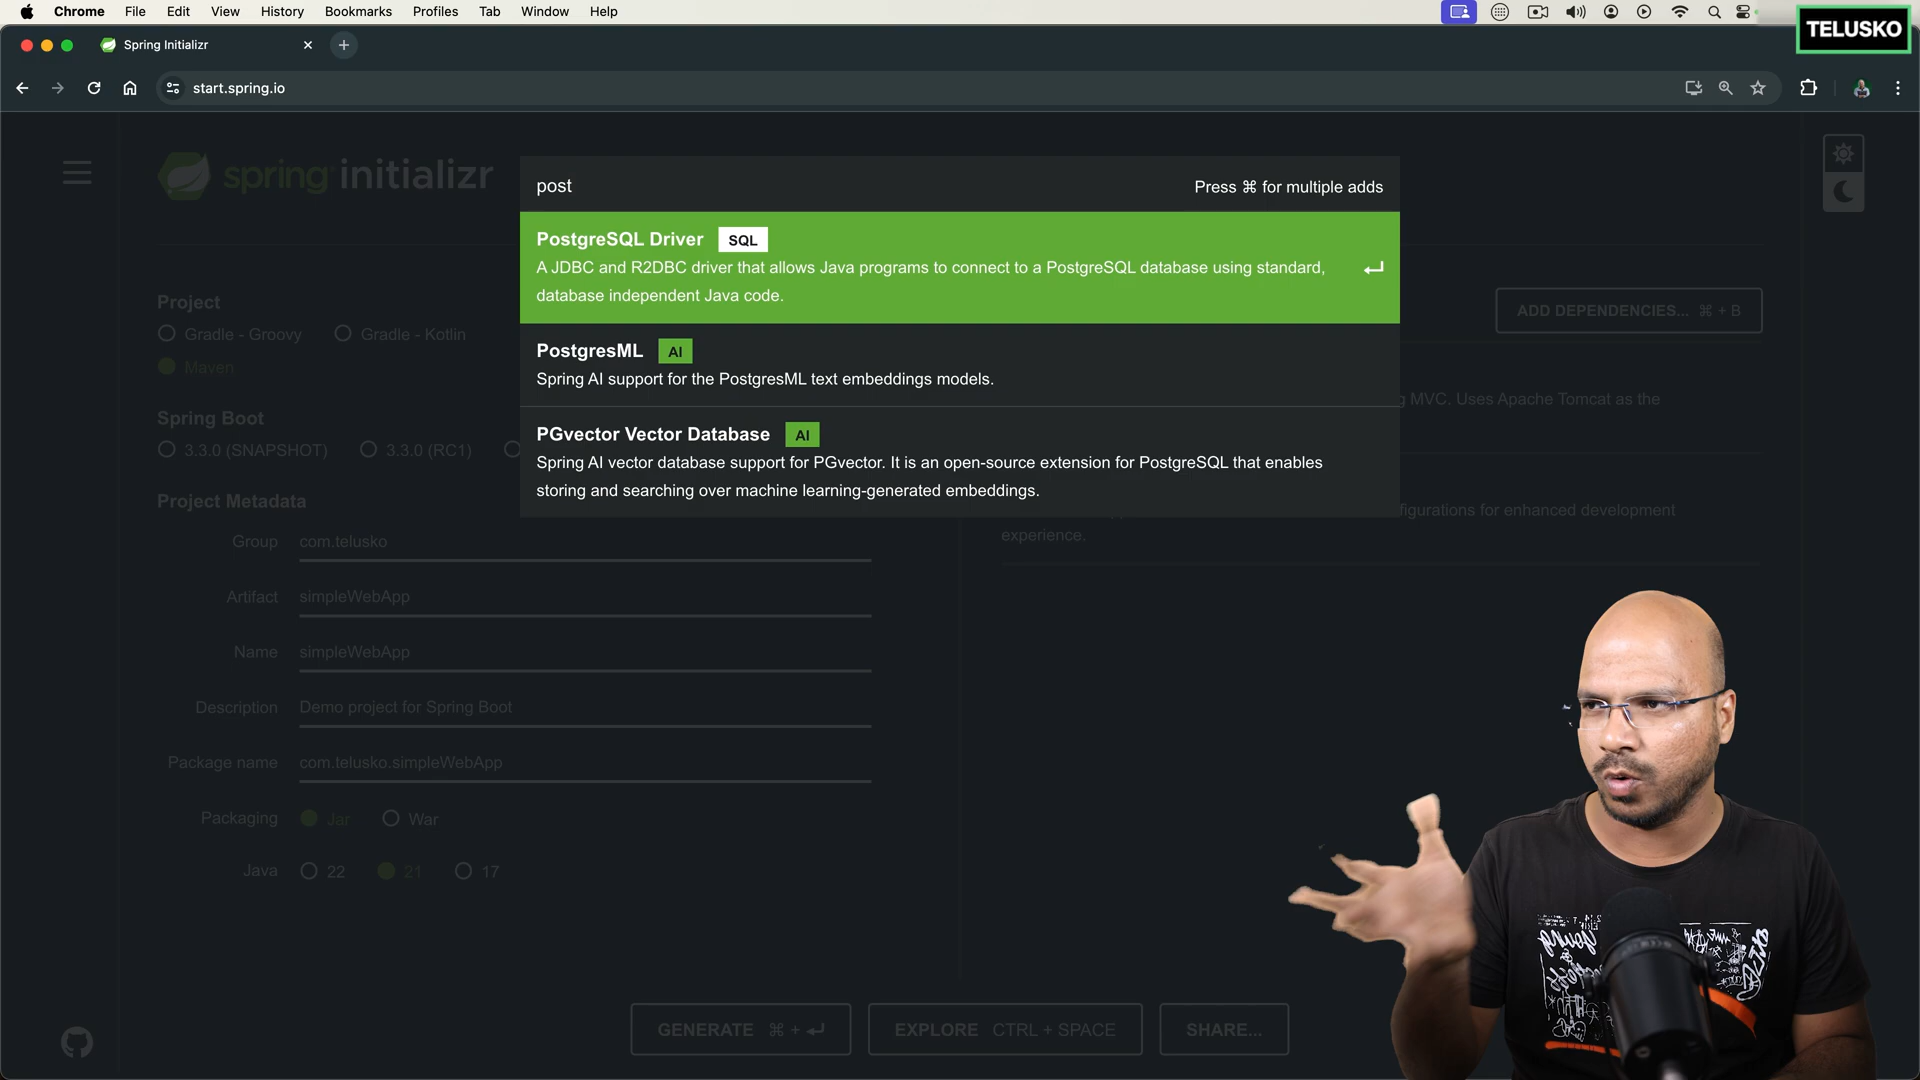 Chrome File Edit View History Bookmarks Profiles Tab Window Help
TELUSKO
Spring Initializr
start.spring.io
spring initializr
post
Press ⌘ for multiple adds
PostgreSQL Driver SQL
A JDBC and R2DBC driver that allows Java programs to connect to a PostgreSQL database using standard,
database independent Java code.
PostgresML AI
Spring AI support for the PostgresML text embeddings models.
PGvector Vector Database AI
Spring AI vector database support for PGvector. It is an open-source extension for PostgreSQL that enables
storing and searching over machine learning-generated embeddings.
Project
Gradle - Groovy Gradle - Kotlin
Maven
Spring Boot
3.3.0 (SNAPSHOT) 3.3.0 (RC1)
Project Metadata
Group com.telusko
Artifact simpleWebApp
Name simpleWebApp
Description Demo project for Spring Boot
Package name com.telusko.simpleWebApp
Packaging Jar War
Java 22 21 17
ADD DEPENDENCIES... ⌘ + B
MVC. Uses Apache Tomcat as the
figurations for enhanced development
experience.
GENERATE ⌘ + ↵
EXPLORE CTRL + SPACE
SHARE...